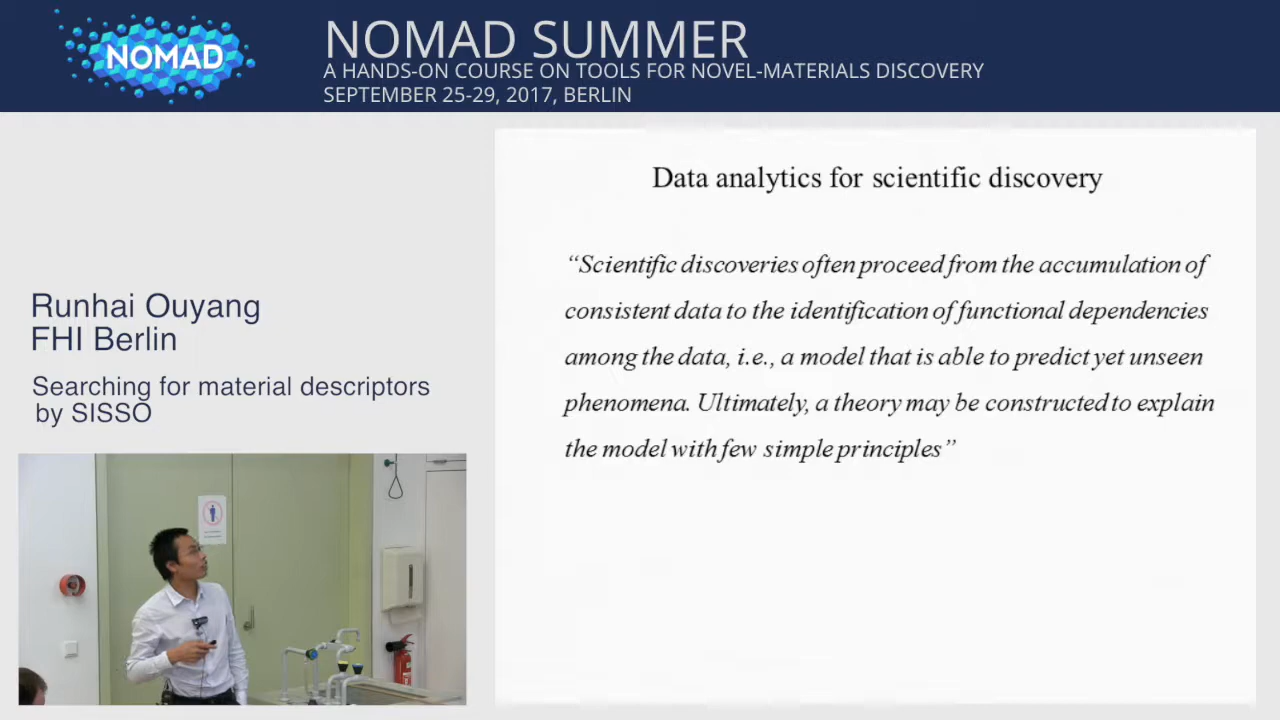 NOMAD
NOMAD SUMMER
A HANDS-ON COURSE ON TOOLS FOR NOVEL-MATERIALS DISCOVERY
SEPTEMBER 25-29, 2017, BERLIN
Runhai Ouyang
FHI Berlin
Searching for material descriptors
by SISSO
Data analytics for scientific discovery
“Scientific discoveries often proceed from the accumulation of
consistent data to the identification of functional dependencies
among the data, i.e., a model that is able to predict yet unseen
phenomena. Ultimately, a theory may be constructed to explain
the model with few simple principles”